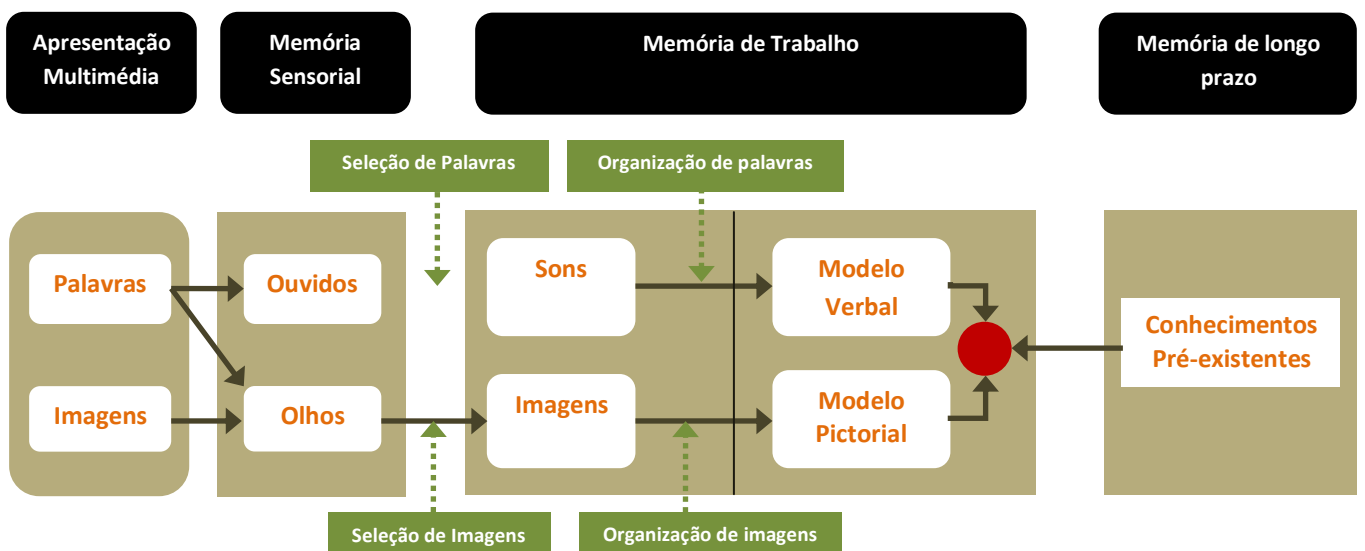 Apresentação
Multimédia
Memória
Sensorial
Memória de Trabalho
Memória de longo
prazo
Seleção de Palavras
Organização de palavras
Palavras
Ouvidos
Sons
Modelo
Verbal
Conhecimentos
Pré-existentes
Imagens
Olhos
Imagens
Modelo
Pictorial
Seleção de Imagens
Organização de imagens